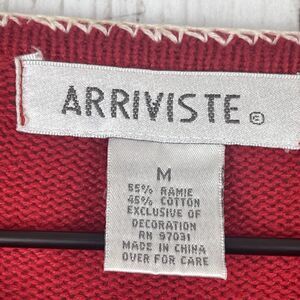 ARRIVISTE
M
55% RAMIE
45% COTTON
EXCLUSIVE OF
DECORATION
RN 97031
MADE IN CHINA
OVER FOR CARE